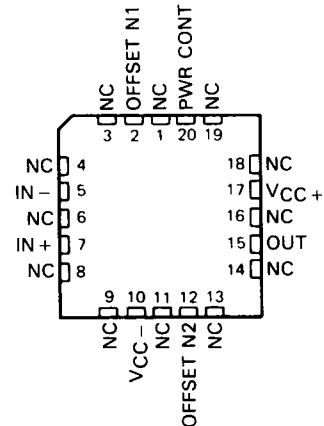 NC
OFFSET N1
NC
PWR CONT
NC
3 2 1 20 19
NC 4
IN- 5
NC 6
IN+ 7
NC 8
18 NC
17 VCC+
16 NC
15 OUT
14 NC
9 10 11 12 13
NC
VCC-
NC
OFFSET N2
NC